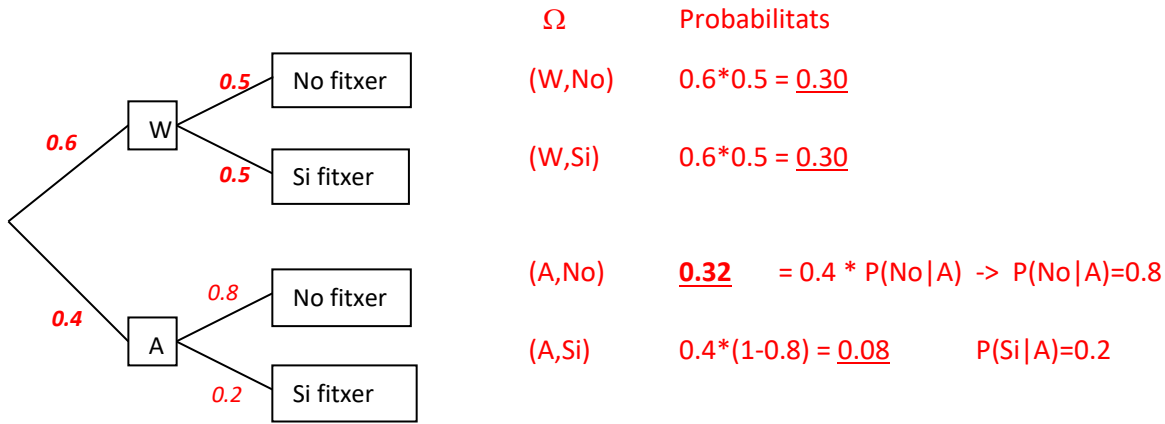 Ω Probabilitats
0.5 No fitxer (W,No) 0.6*0.5 = 0.30
W
0.6
0.5 Si fitxer (W,Si) 0.6*0.5 = 0.30
0.8 No fitxer (A,No) 0.32 = 0.4 * P(No|A) -> P(No|A)=0.8
0.4
A
(A,Si) 0.4*(1-0.8) = 0.08 P(Si|A)=0.2
0.2 Si fitxer